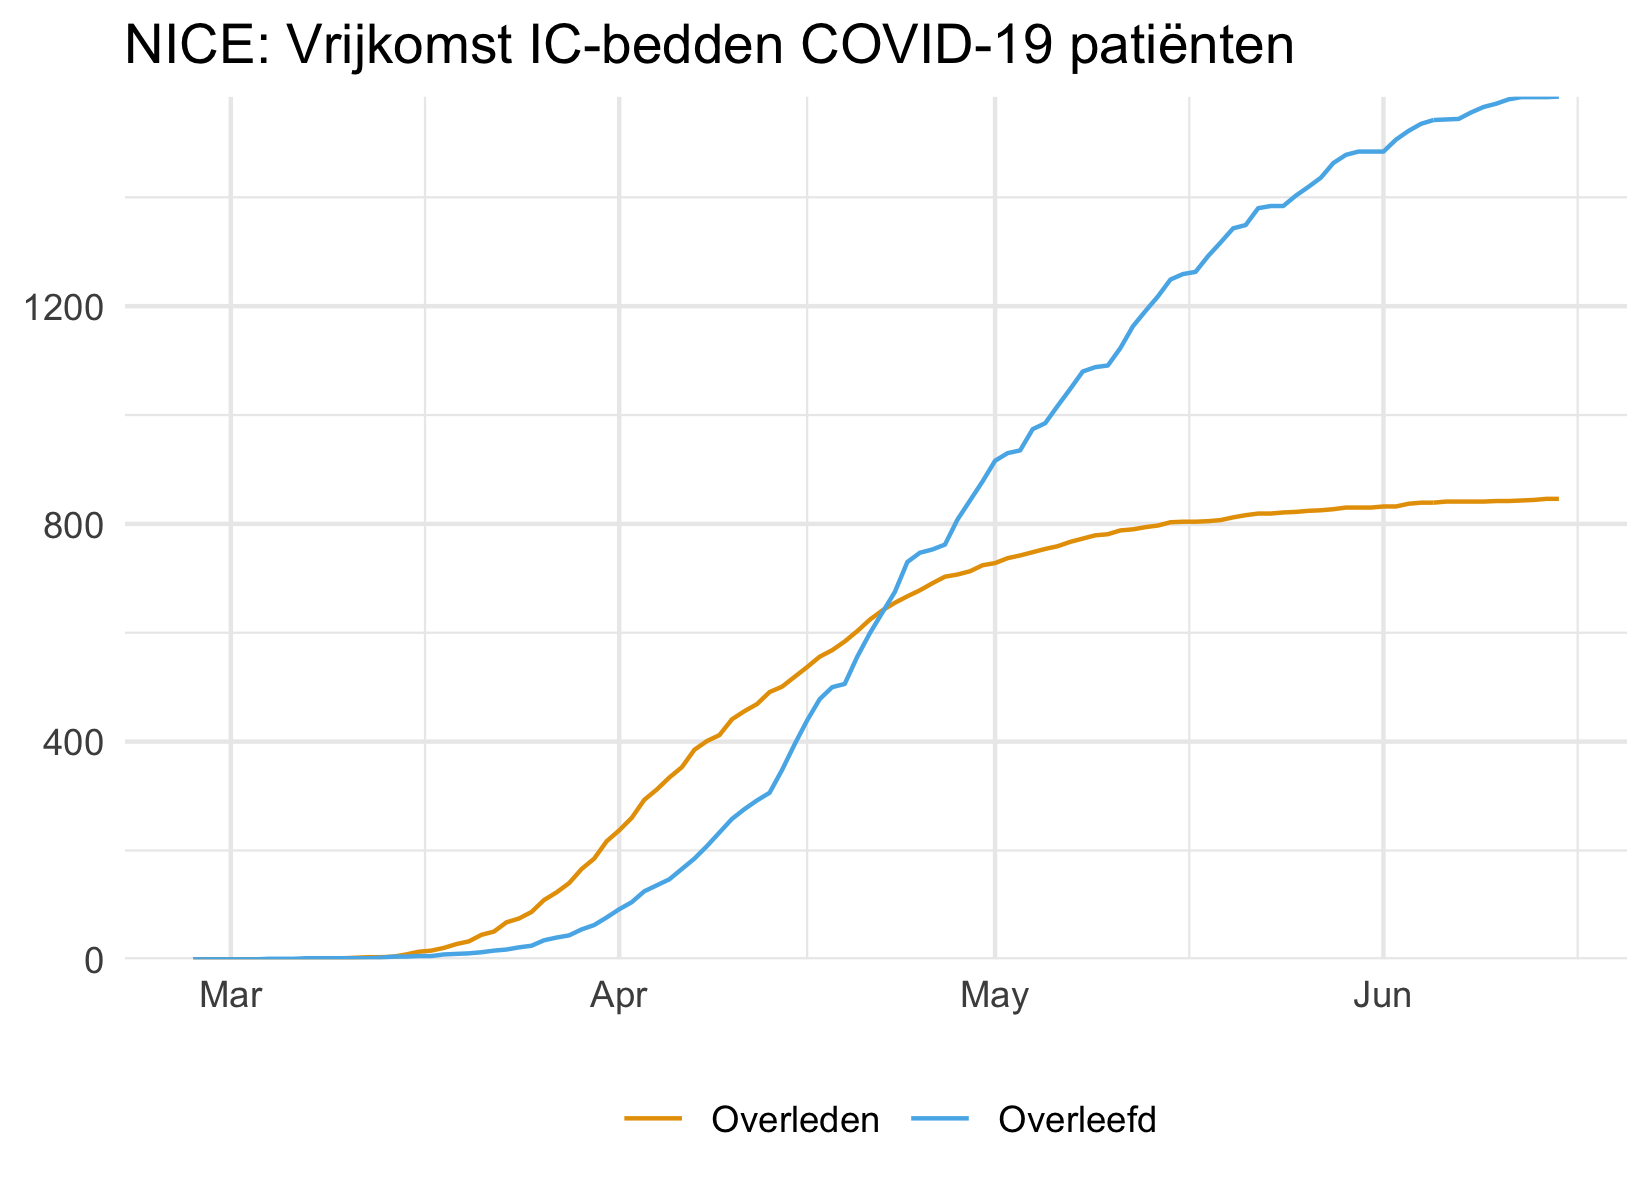 NICE: Vrijkomst IC-bedden COVID-19 patiënten
1200
800
400
0
Mar Apr May Jun
Overleden Overleefd